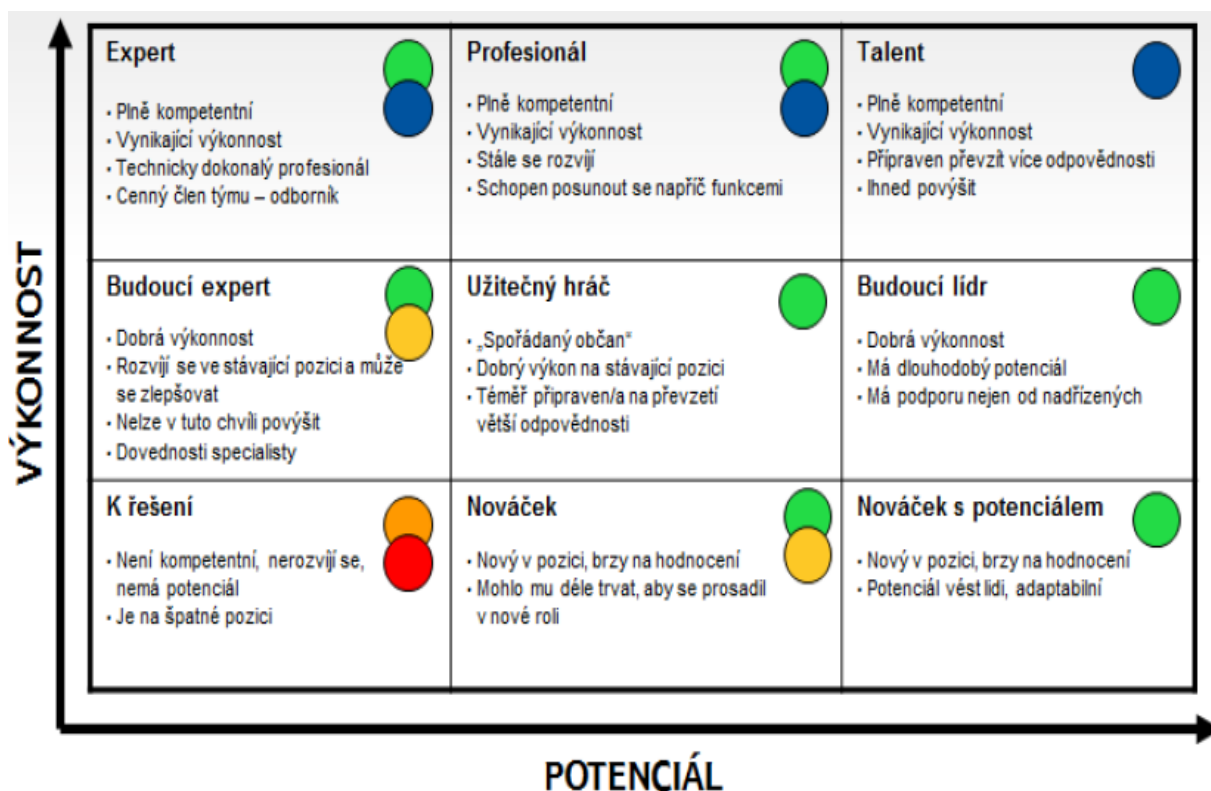 VÝKONNOST
Expert
• Plně kompetentní
• Vynikající výkonnost
• Technicky dokonalý profesionál
• Cenný člen týmu – odborník
Profesionál
• Plně kompetentní
• Vynikající výkonnost
• Stále se rozvíjí
• Schopen posunout se napříč funkcemi
Talent
• Plně kompetentní
• Vynikající výkonnost
• Přípraven převzít více odpovědnosti
• Ihned povýšit
Budoucí expert
• Dobrá výkonnost
• Rozvíjí se ve stávající pozici a může
se zlepšovat
• Nelze v tuto chvíli povýšit
• Dovednosti specialisty
Užitečný hráč
• „Spořádaný občan“
• Dobrý výkon na stávající pozici
• Téměř připraven/a na převzetí
větší odpovědnosti
Budoucí lídr
• Dobrá výkonnost
• Má dlouhodobý potenciál
• Má podporu nejen od nadřízených
K řešení
• Není kompetentní, nerozvíjí se,
nemá potenciál
• Je na špatné pozici
Nováček
• Nový v pozici, brzy na hodnocení
• Mohlo mu déle trvat, aby se prosadil
v nové roli
Nováček s potenciálem
• Nový v pozici, brzy na hodnocení
• Potenciál vést lidi, adaptabilní
POTENCIÁL